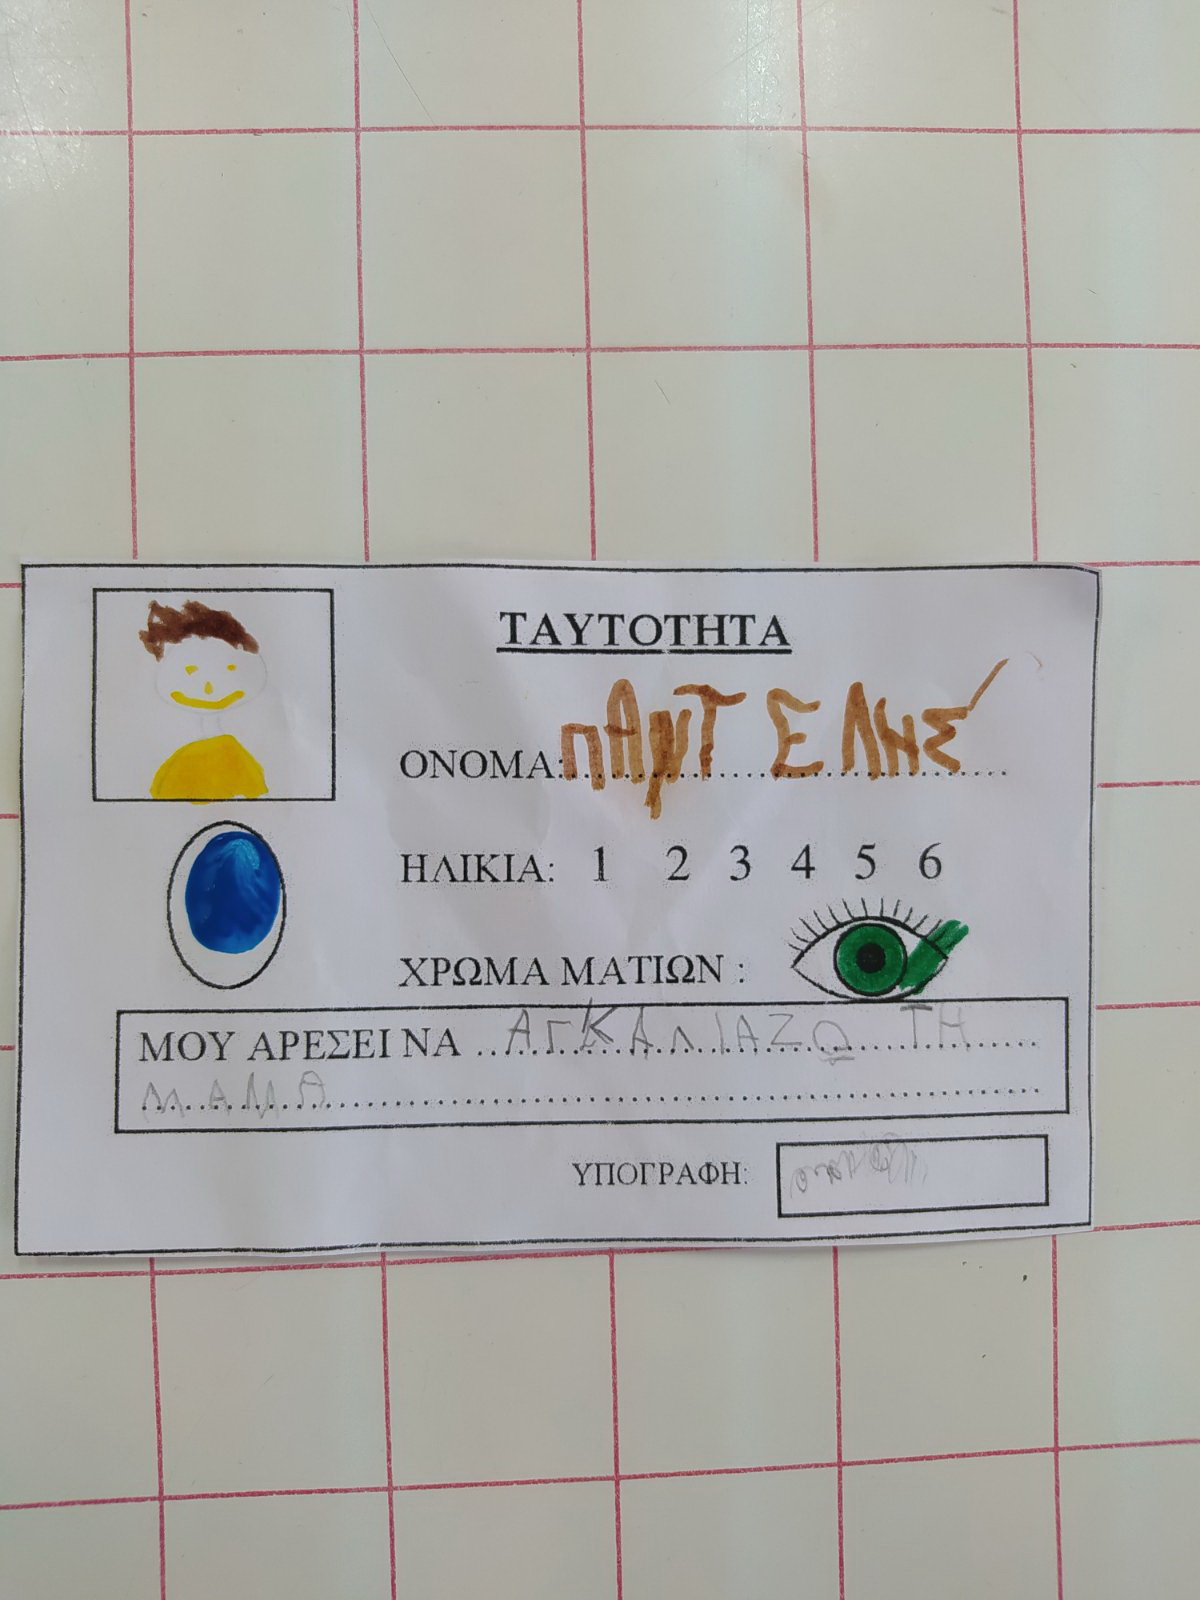 ΤΑΥΤΟΤΗΤΑ
ΟΝΟΜΑ: ΠΑΝΤΕΛΗΣ
ΗΛΙΚΙΑ: 1 2 3 4 5 6
ΧΡΩΜΑ ΜΑΤΙΩΝ :
ΜΟΥ ΑΡΕΣΕΙ ΝΑ ΑΓΚΑΛΙΑΖΩ ΤΗ
ΜΑΜΑ
ΥΠΟΓΡΑΦΗ: